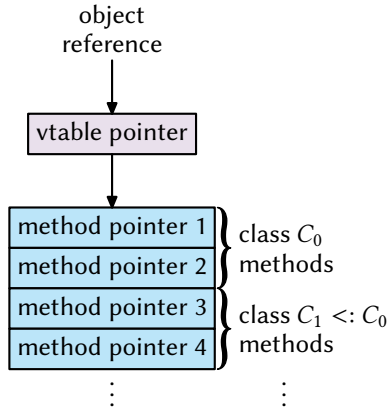 object
reference
vtable pointer
method pointer 1
method pointer 2
class C₀
methods
method pointer 3
method pointer 4
class C₁ <: C₀
methods
⋮ ⋮